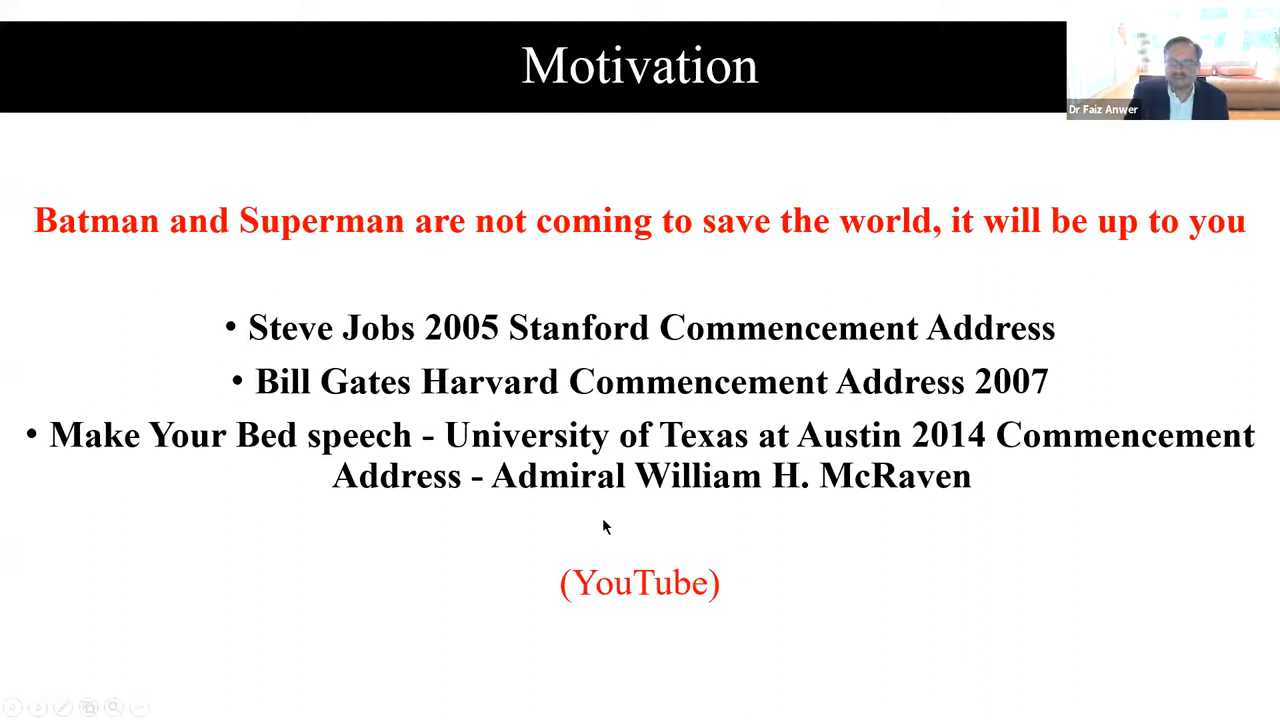 Motivation
Dr Faiz Anwer
Batman and Superman are not coming to save the world, it will be up to you
• Steve Jobs 2005 Stanford Commencement Address
• Bill Gates Harvard Commencement Address 2007
• Make Your Bed speech - University of Texas at Austin 2014 Commencement
Address - Admiral William H. McRaven
(YouTube)